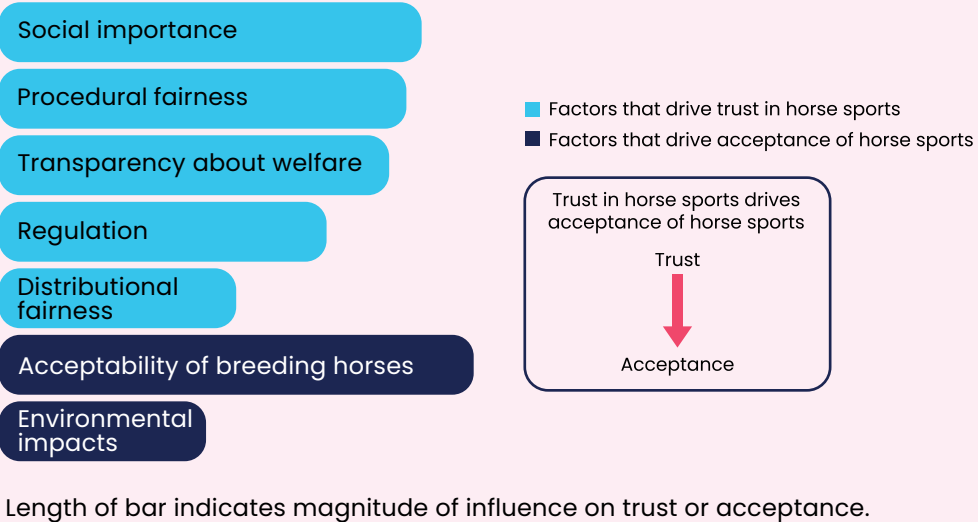 Social importance
Procedural fairness
Transparency about welfare
Regulation
Distributional
fairness
Acceptability of breeding horses
Environmental
impacts
Factors that drive trust in horse sports
Factors that drive acceptance of horse sports
Trust in horse sports drives
acceptance of horse sports
Trust
Acceptance
Length of bar indicates magnitude of influence on trust or acceptance.